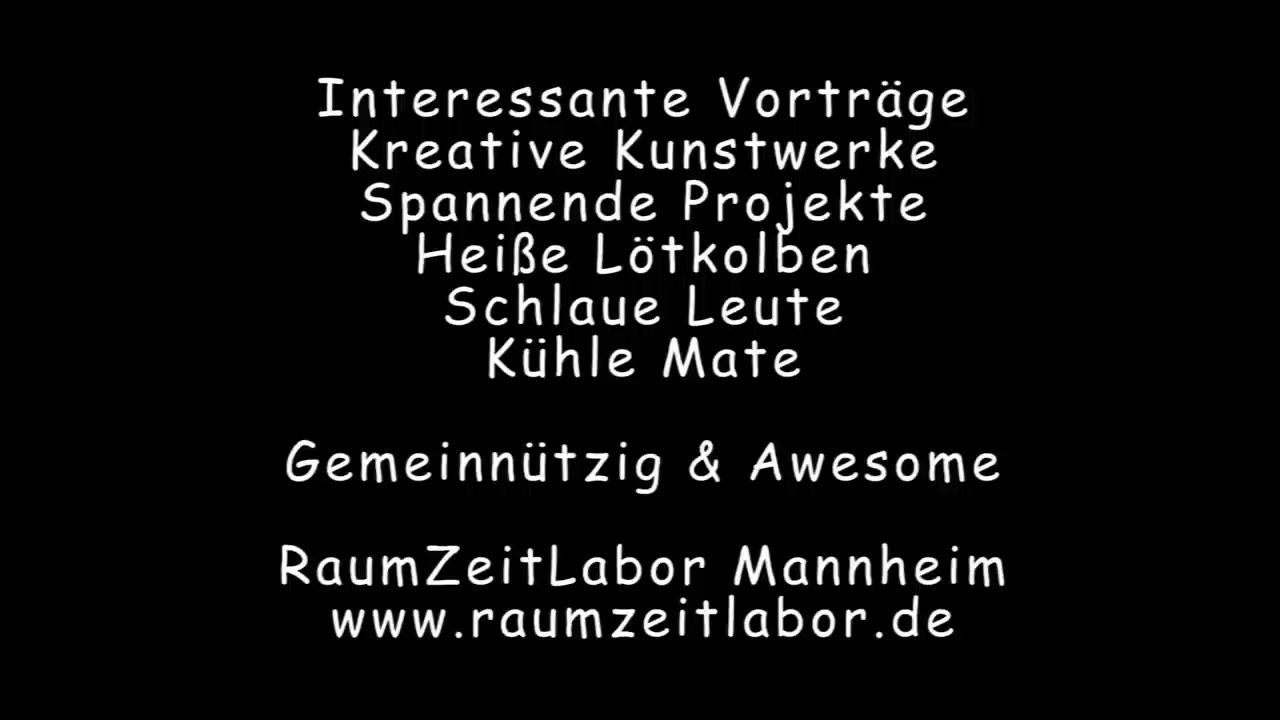 Interessante Vorträge
Kreative Kunstwerke
Spannende Projekte
Heiße Lötkolben
Schlaue Leute
Kühle Mate
Gemeinnützig & Awesome
RaumZeitLabor Mannheim
www.raumzeitlabor.de